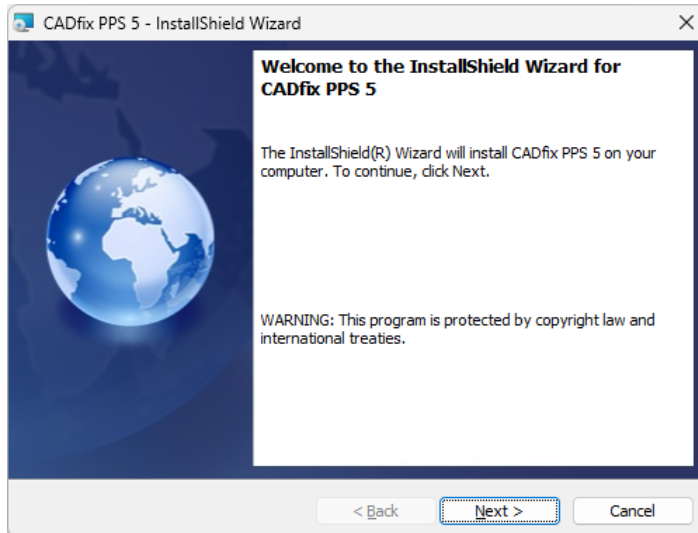 CADfix PPS 5 - InstallShield Wizard
Welcome to the InstallShield Wizard for
CADfix PPS 5
The InstallShield(R) Wizard will install CADfix PPS 5 on your
computer. To continue, click Next.
WARNING: This program is protected by copyright law and
international treaties.
< Back
Next >
Cancel